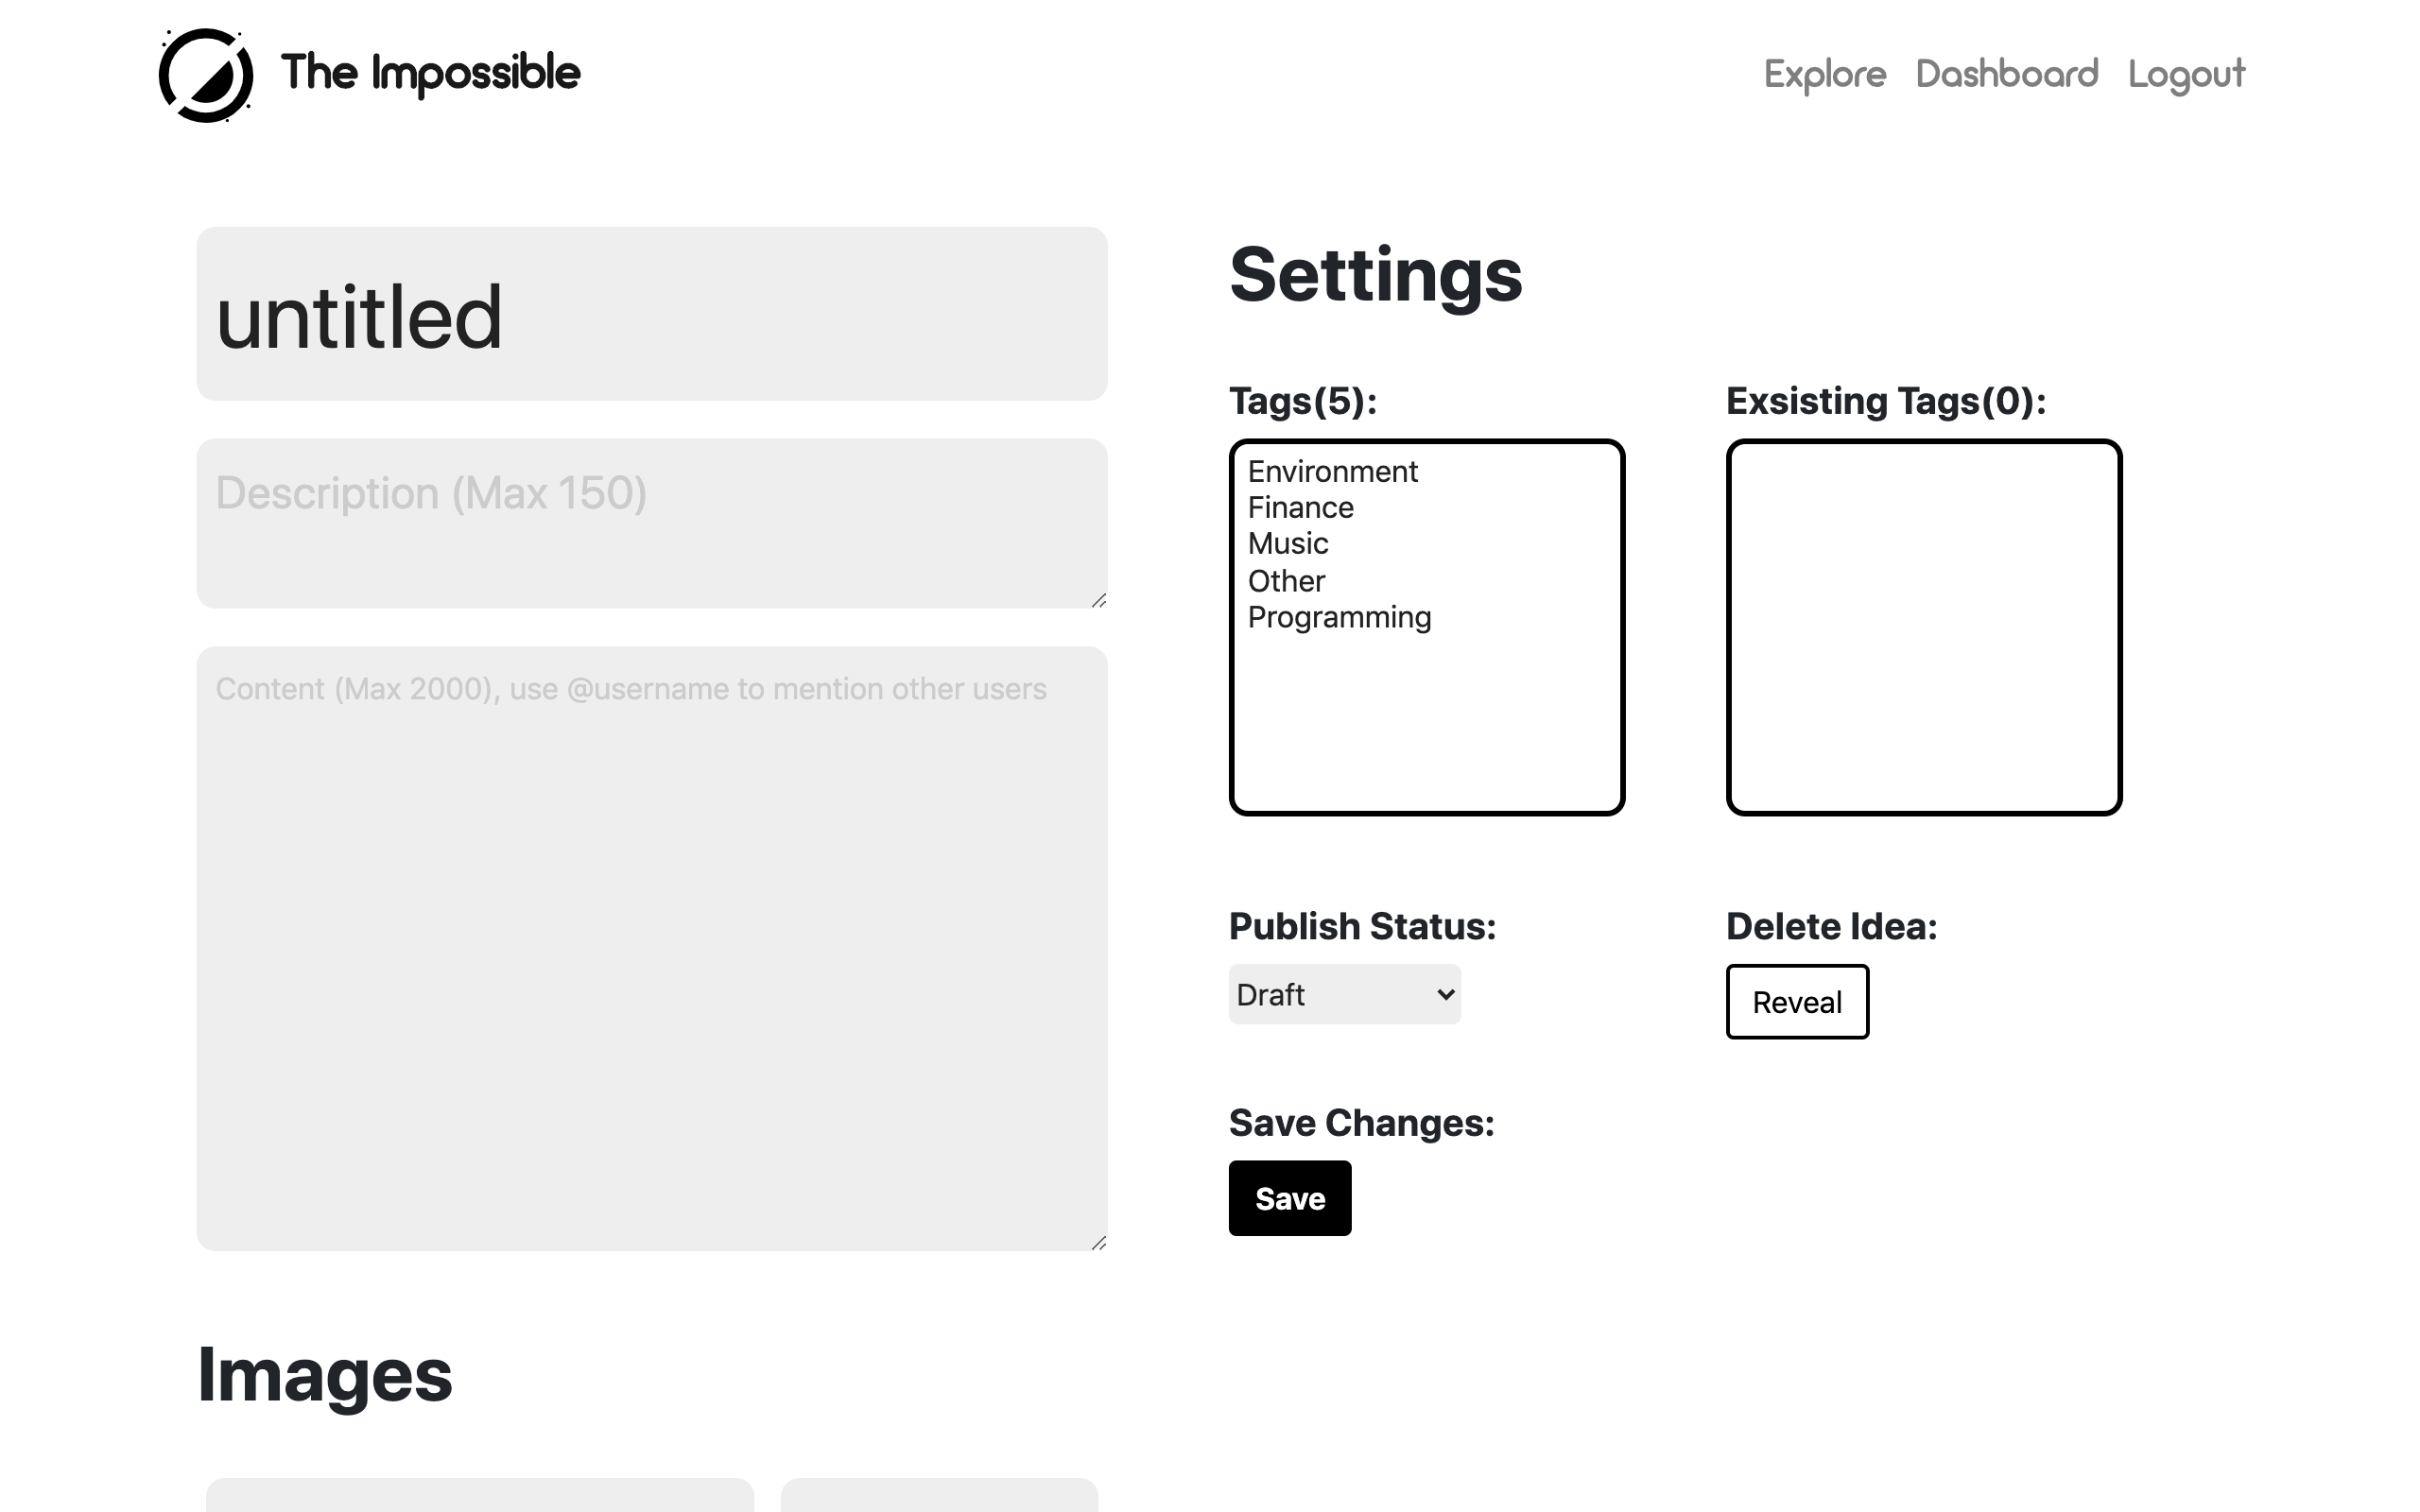 The Impossible
Explore Dashboard Logout
untitled
Description (Max 150)
Content (Max 2000), use @username to mention other users
Settings
Tags(5):
Environment
Finance
Music
Other
Programming
Exsisting Tags(0):
Publish Status:
Draft
Delete Idea:
Reveal
Save Changes:
Save
Images